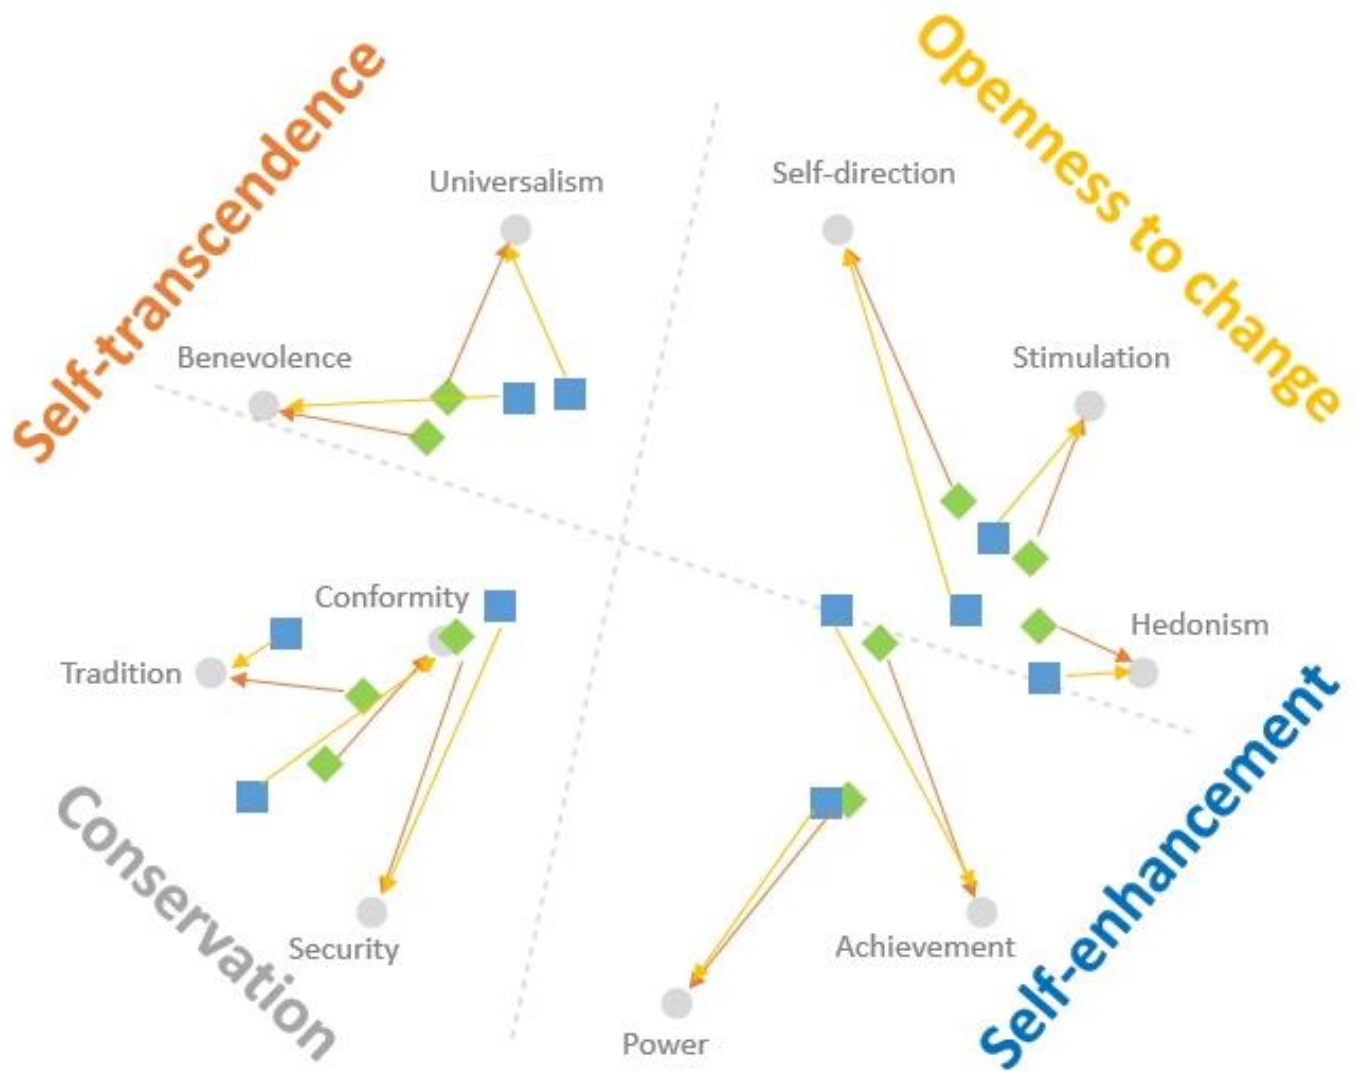 Self-transcendence
Openness to change
Universalism
Self-direction
Benevolence
Stimulation
Conformity
Tradition
Hedonism
Conservation
Security
Achievement
Self-enhancement
Power